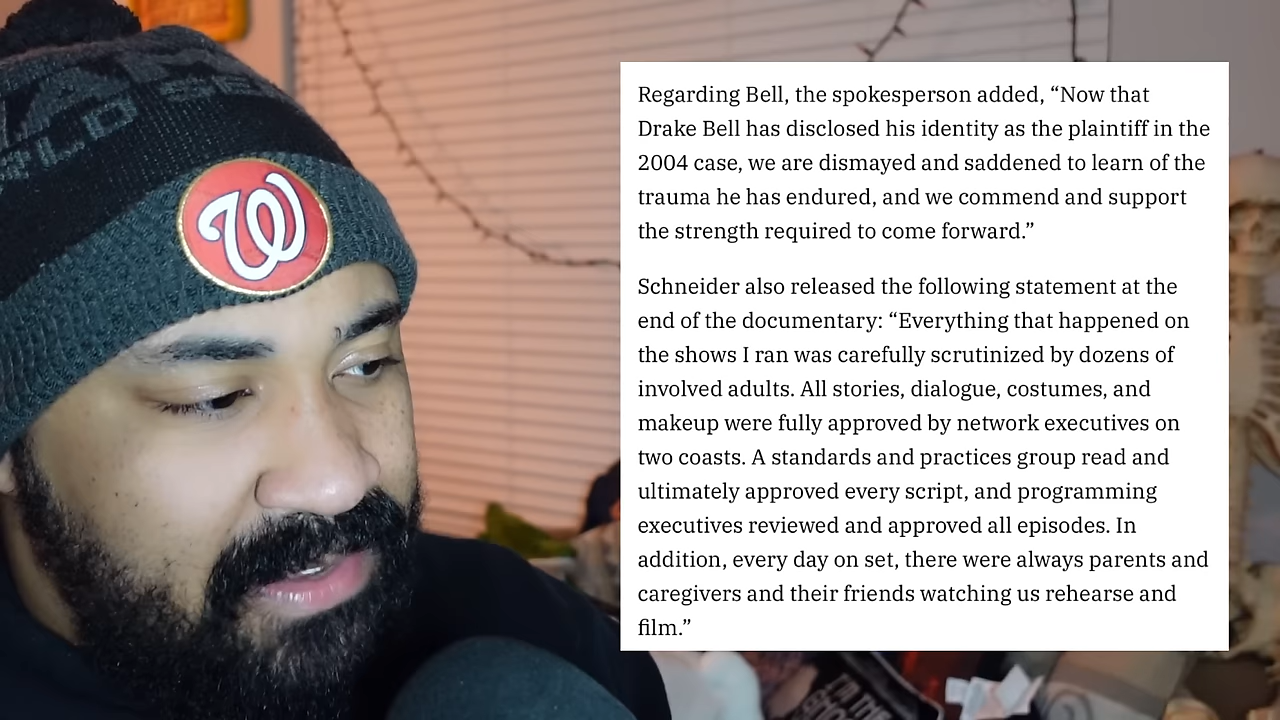 W
Regarding Bell, the spokesperson added, “Now that
Drake Bell has disclosed his identity as the plaintiff in the
2004 case, we are dismayed and saddened to learn of the
trauma he has endured, and we commend and support
the strength required to come forward.”
Schneider also released the following statement at the
end of the documentary: “Everything that happened on
the shows I ran was carefully scrutinized by dozens of
involved adults. All stories, dialogue, costumes, and
makeup were fully approved by network executives on
two coasts. A standards and practices group read and
ultimately approved every script, and programming
executives reviewed and approved all episodes. In
addition, every day on set, there were always parents and
caregivers and their friends watching us rehearse and
film.”